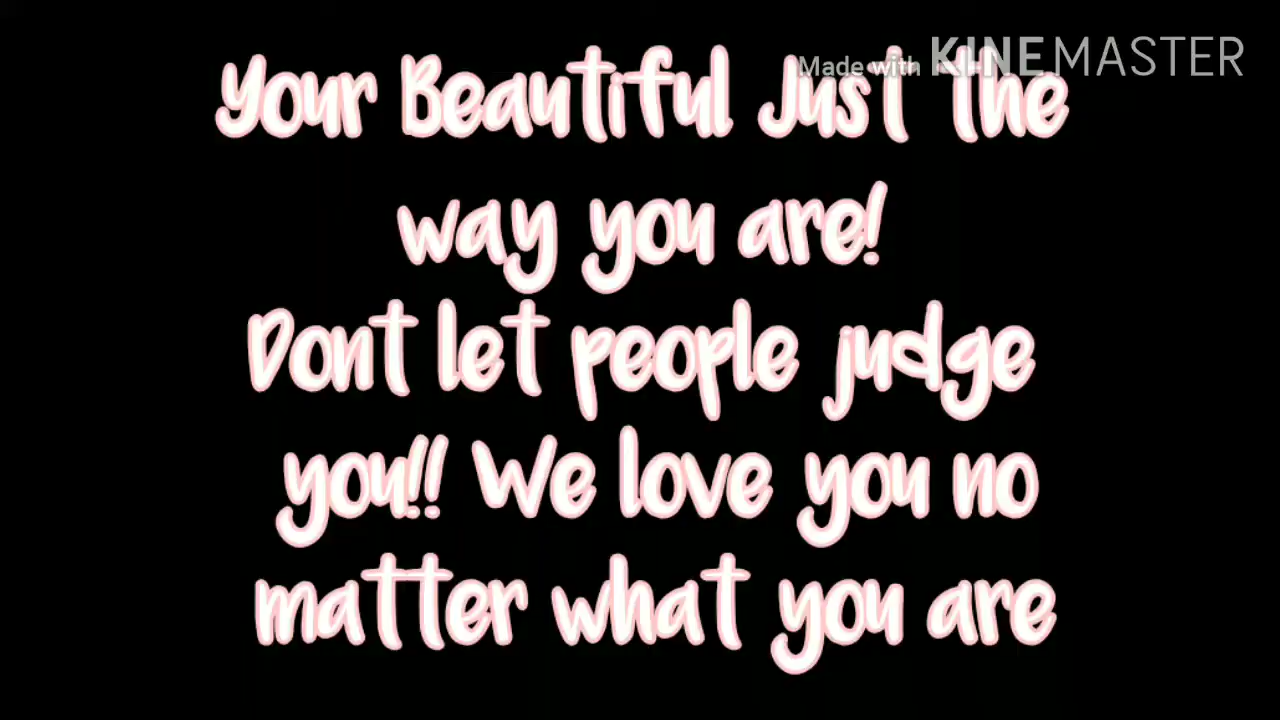 Made with KINEMASTER
Your Beautiful Just the
way you are!
Dont let people judge
you!! We love you no
matter what you are